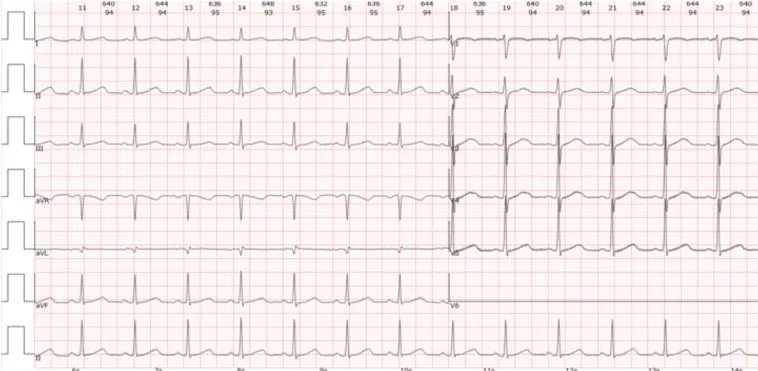 11 12 13 14 15 16 17 18 19 20 21 22 23
640 644 636 648 632 636 644 636 640 644 644 644 640
94 94 95 93 95 95 94 95 94 94 94 94 94
I V1
II V2
III V3
aVR V4
aVL V5
aVF V6
II
6s 7s 8s 9s 10s 11s 12s 13s 14s